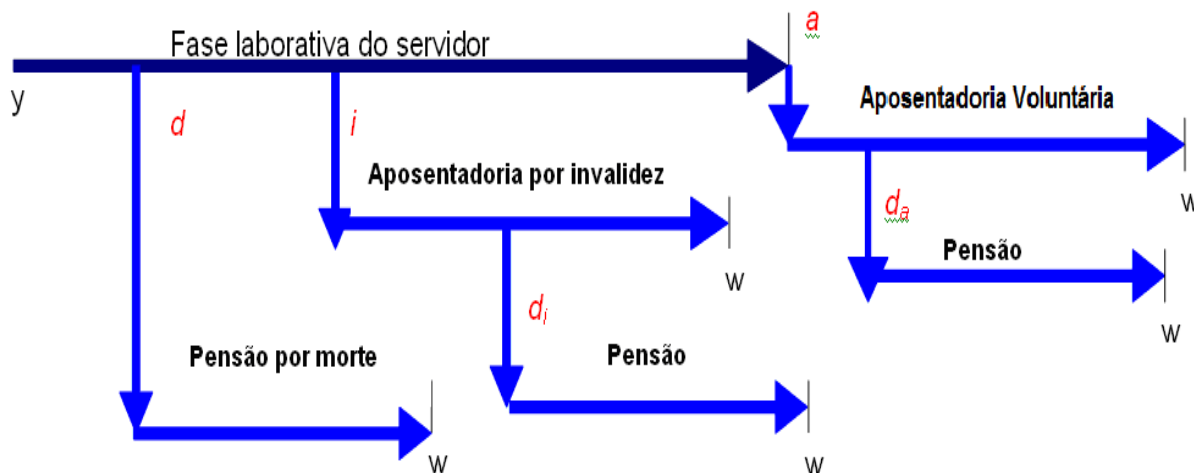 a
Fase laborativa do servidor
y
Aposentadoria Voluntária
d
i
Aposentadoria por invalidez
w
da
Pensão
w
di
w
Pensão por morte
Pensão
w
w